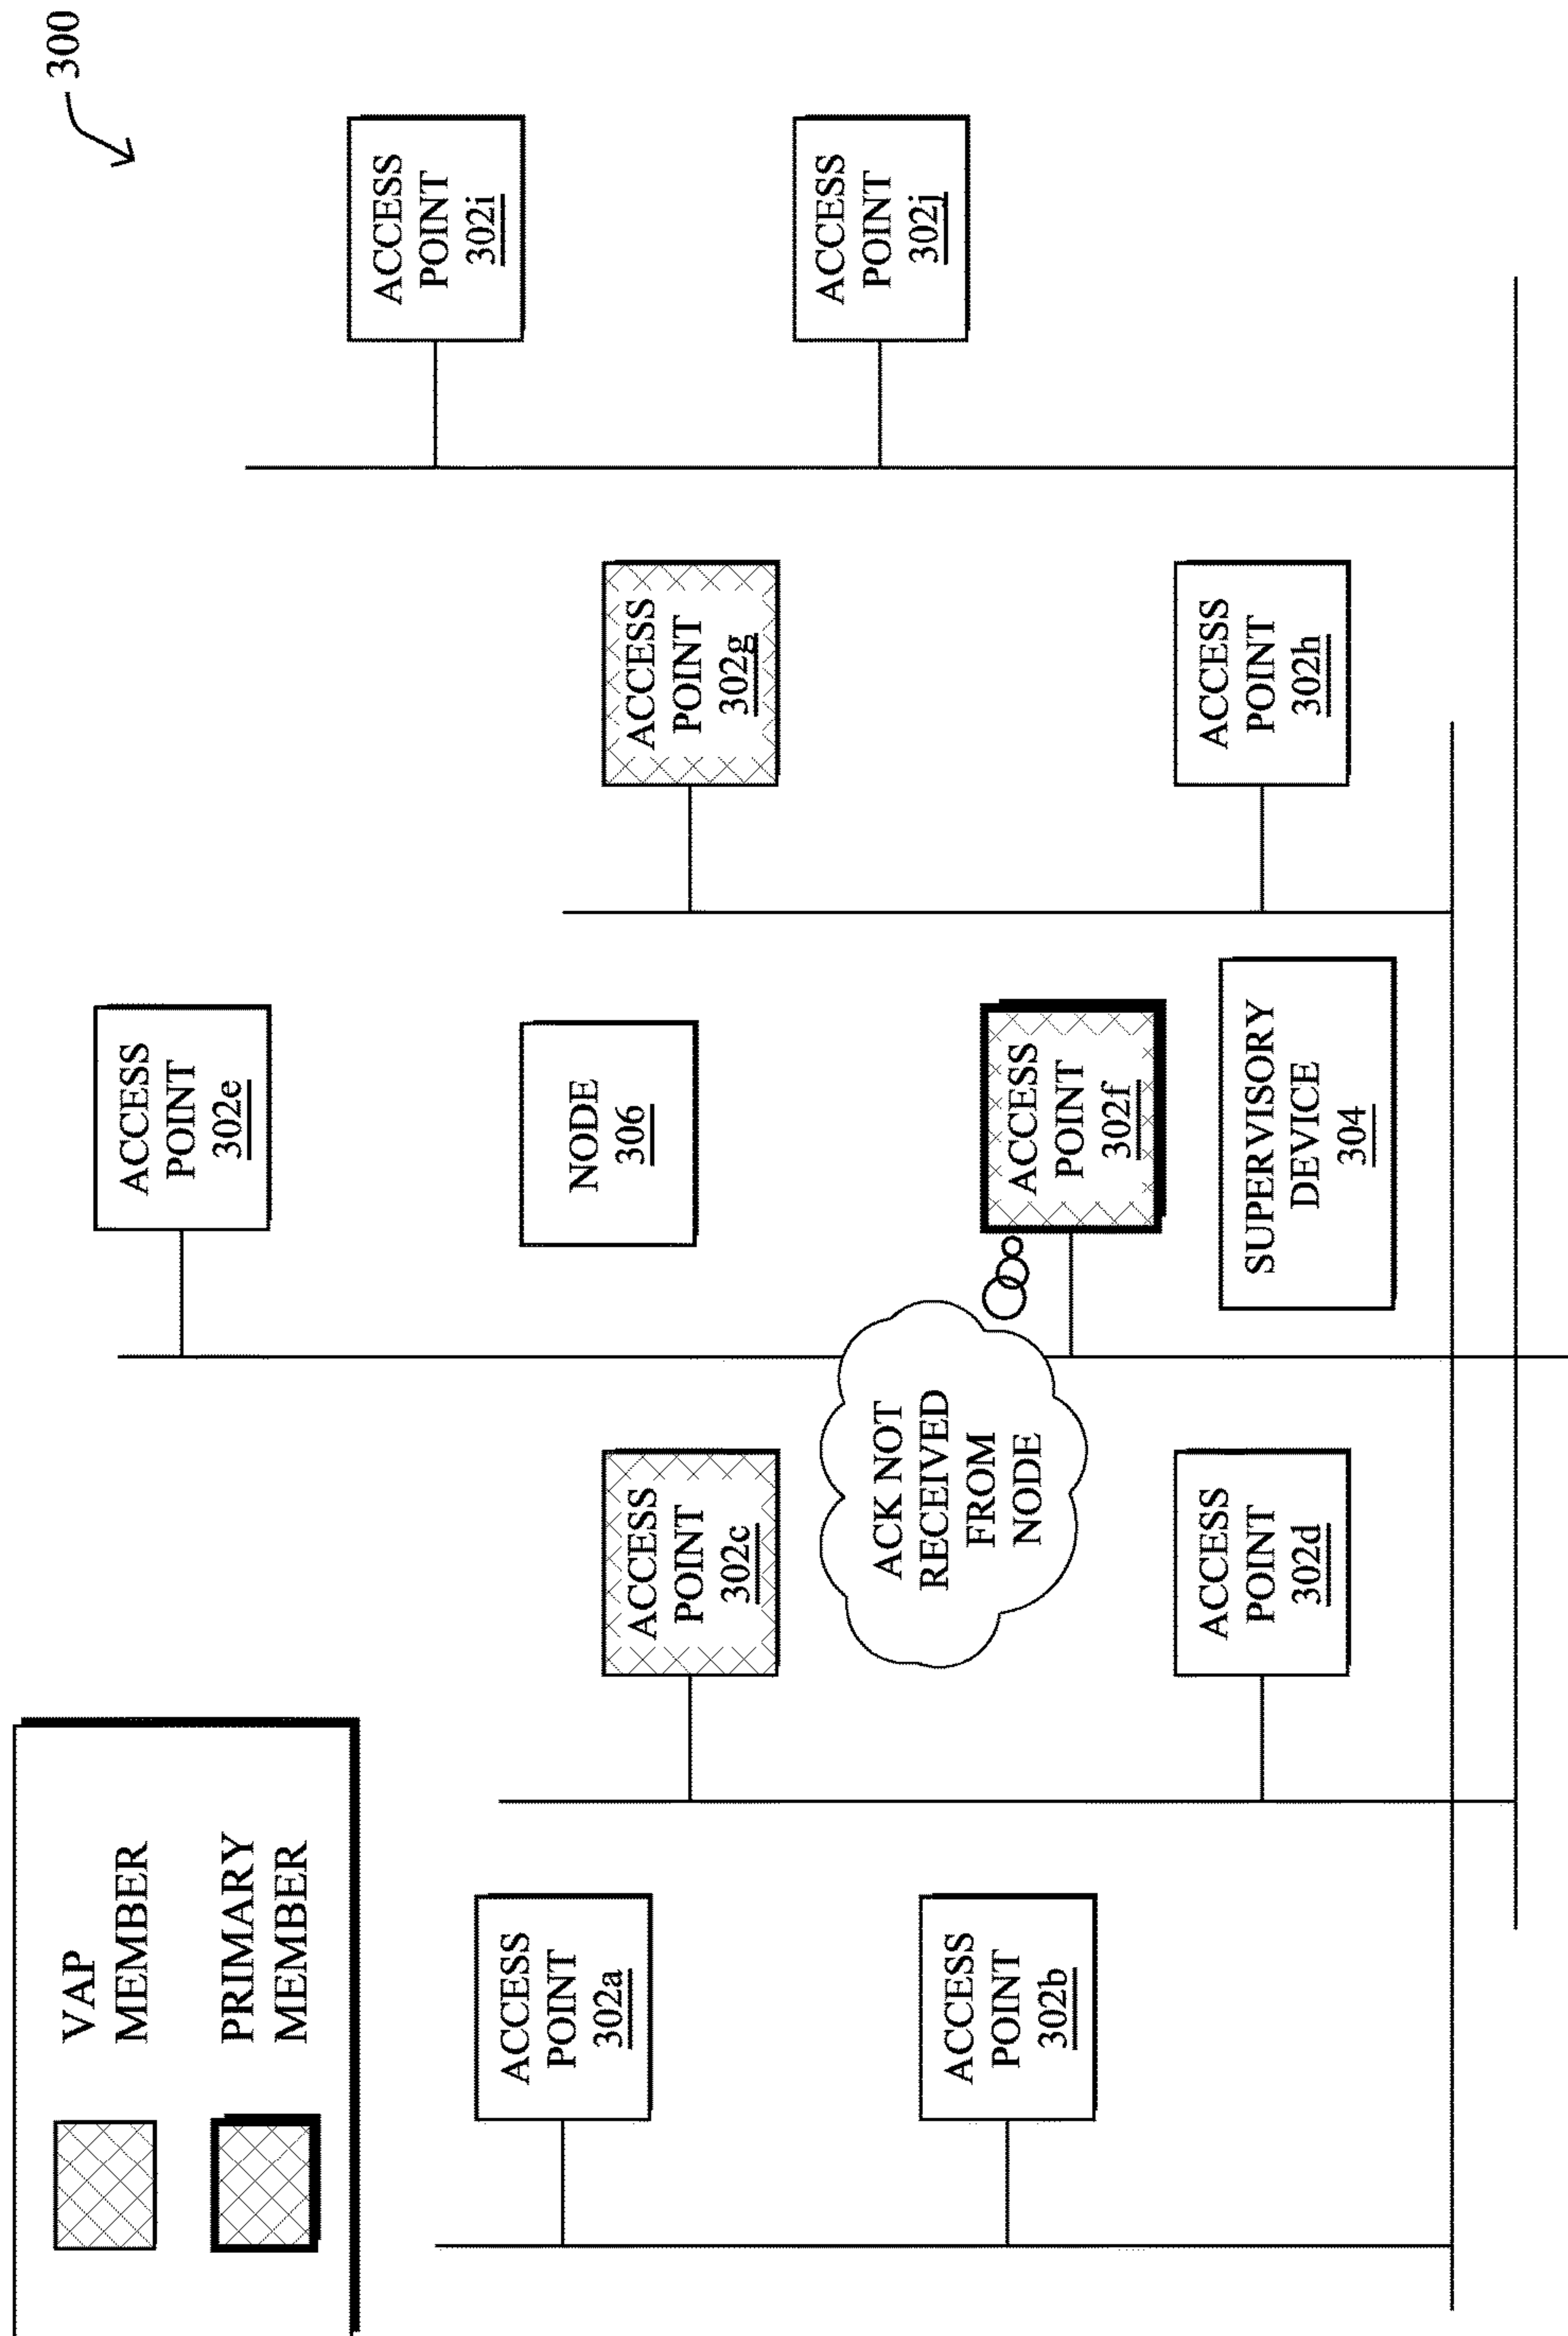 300
VAP
MEMBER
PRIMARY
MEMBER
ACCESS
POINT
302a
ACCESS
POINT
302b
ACCESS
POINT
302c
ACCESS
POINT
302d
ACK NOT
RECEIVED
FROM
NODE
ACCESS
POINT
302e
NODE
306
ACCESS
POINT
302f
SUPERVISORY
DEVICE
304
ACCESS
POINT
302g
ACCESS
POINT
302h
ACCESS
POINT
302i
ACCESS
POINT
302j